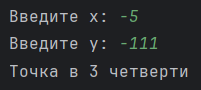 Введите x: -5
Введите y: -111
Точка в 3 четверти